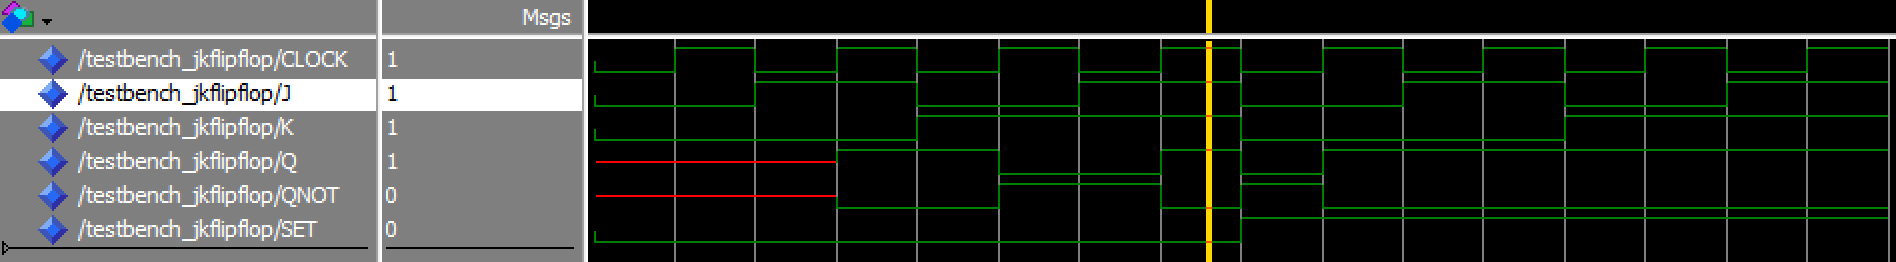 Msgs
/testbench_jkflipflop/CLOCK 1
/testbench_jkflipflop/J 1
/testbench_jkflipflop/K 1
/testbench_jkflipflop/Q 1
/testbench_jkflipflop/QNOT 0
/testbench_jkflipflop/SET 0